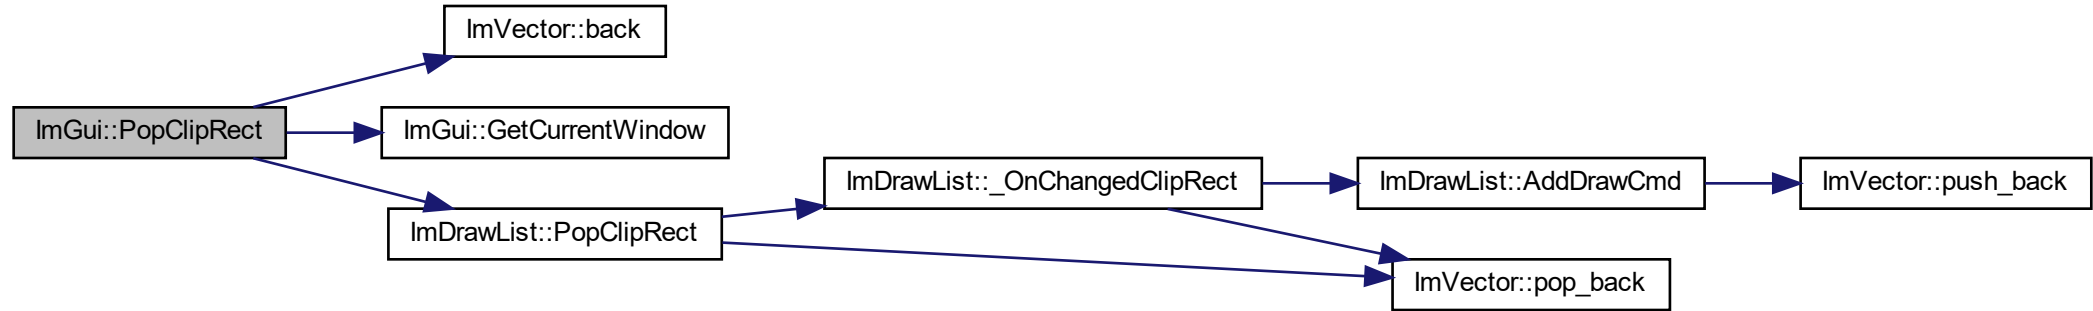 ImVector::back
ImGui::PopClipRect
ImGui::GetCurrentWindow
ImDrawList::_OnChangedClipRect
ImDrawList::AddDrawCmd
ImVector::push_back
ImDrawList::PopClipRect
ImVector::pop_back